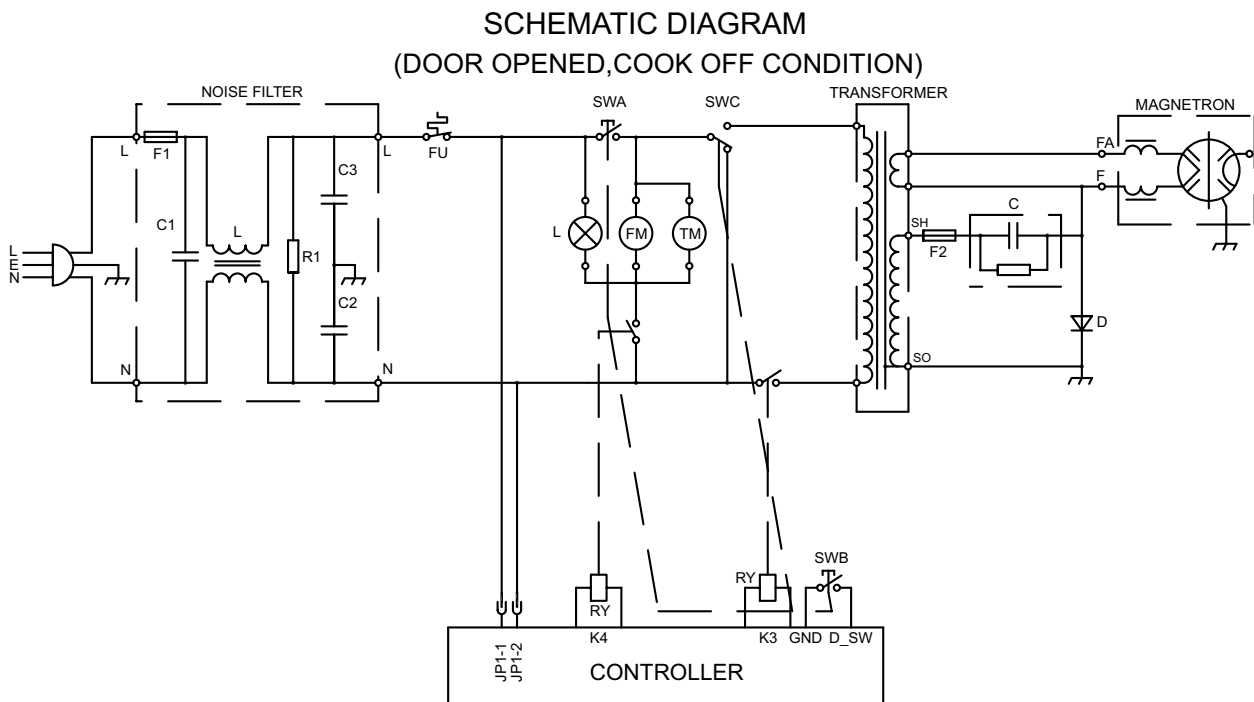 SCHEMATIC DIAGRAM
(DOOR OPENED,COOK OFF CONDITION)
NOISE FILTER
SWA
SWC
TRANSFORMER
MAGNETRON
L
F1
L
FU
FA
C3
F
C1
L
L
FM
TM
SH
C
L
E
N
R1
F2
C2
D
N
N
SO
SWB
RY
RY
JP1-1
JP1-2
K4
K3
GND
D_SW
CONTROLLER